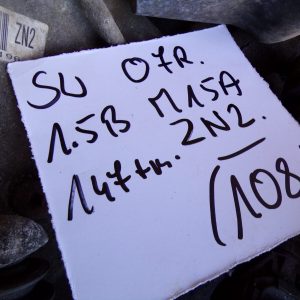 ZN2
SU 07R.
1.5B M15A
ZN2.
147tm.
(108